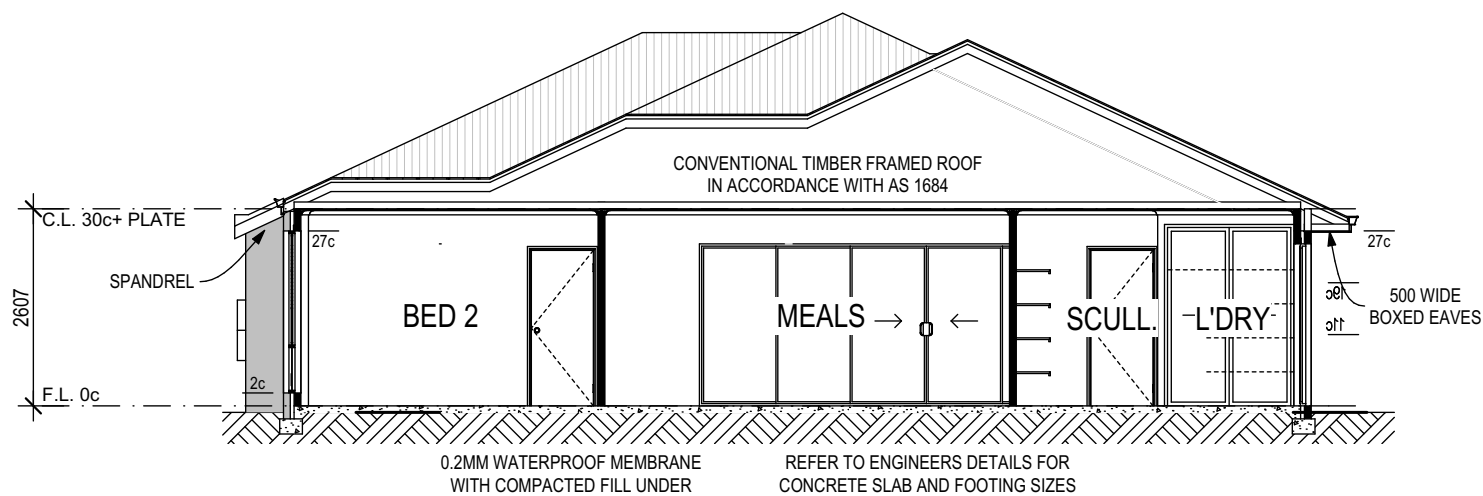 CONVENTIONAL TIMBER FRAMED ROOF
IN ACCORDANCE WITH AS 1684
C.L. 30c+ PLATE
27c
27c
SPANDREL
2607
BED 2
MEALS
SCULL.
L'DRY
19c
11c
500 WIDE
BOXED EAVES
2c
F.L. 0c
0.2MM WATERPROOF MEMBRANE
WITH COMPACTED FILL UNDER
REFER TO ENGINEERS DETAILS FOR
CONCRETE SLAB AND FOOTING SIZES